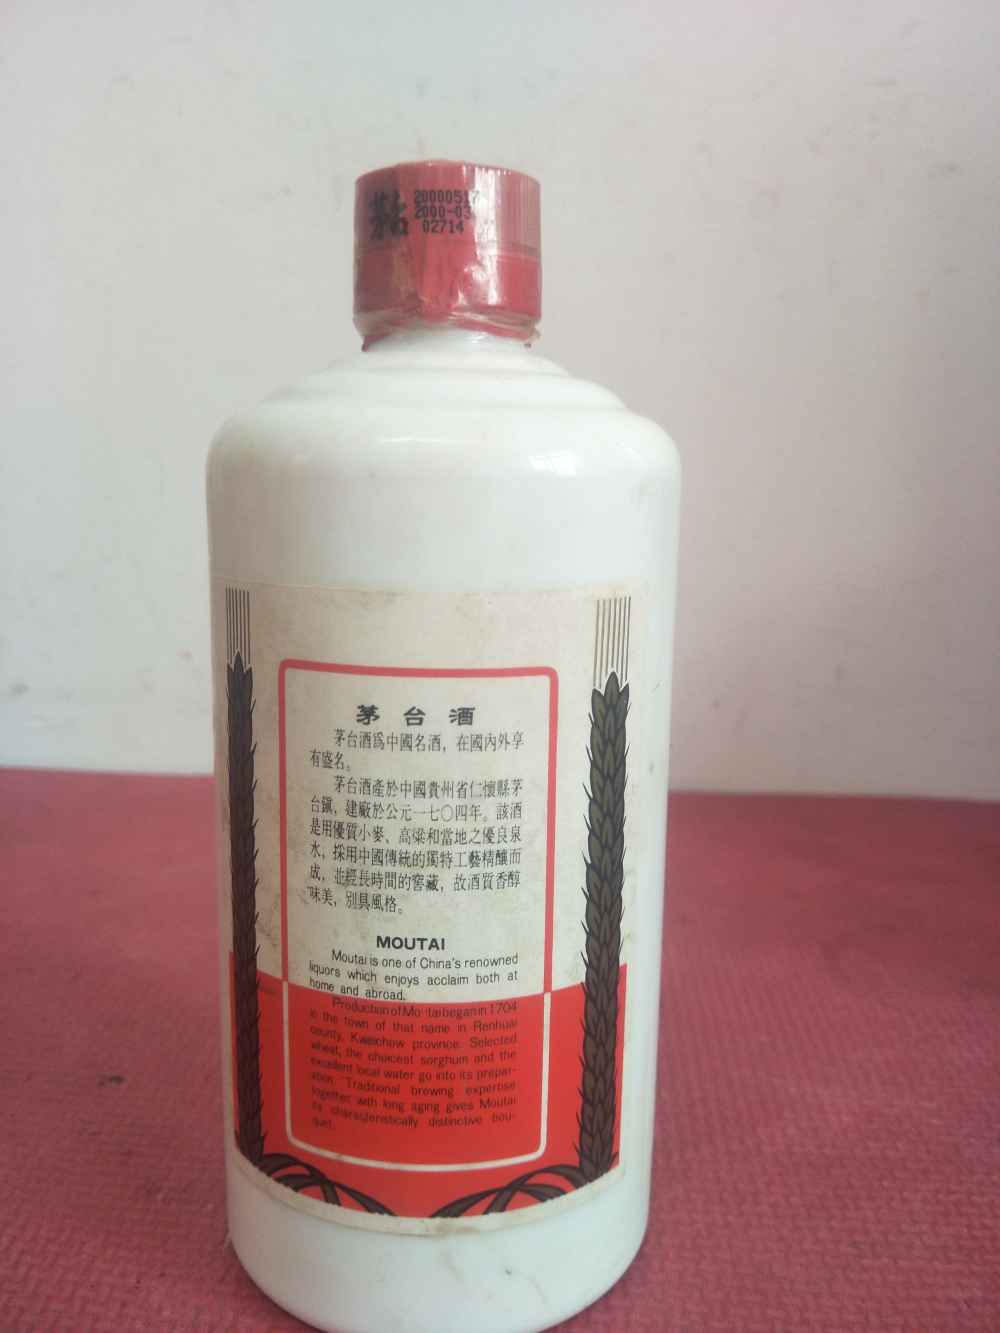 茅台
20000517
2000-03
02714
茅台酒
茅台酒爲中國名酒，在國內外享
有盛名。
茅台酒產於中國貴州省仁懷縣茅
台鎭，建廠於公元一七〇四年。該酒
是用優質小麥、高粱和當地之優良泉
水，採用中國傳統的獨特工藝精釀而
成，並經長時間的窖藏，故酒質香醇
味美，別具風格。
MOUTAI
Moutai is one of China's renowned
liquors which enjoys acclaim both at
home and abroad.
Production of Moutai began in 1704
in the town of that name in Renhuai
county, Kweichow province. Selected
wheat, the choicest sorghum and the
excellent local water go into its prepar-
ation. Traditional brewing expertise
together with long aging gives Moutai
its characteristically distinctive bou-
quet.